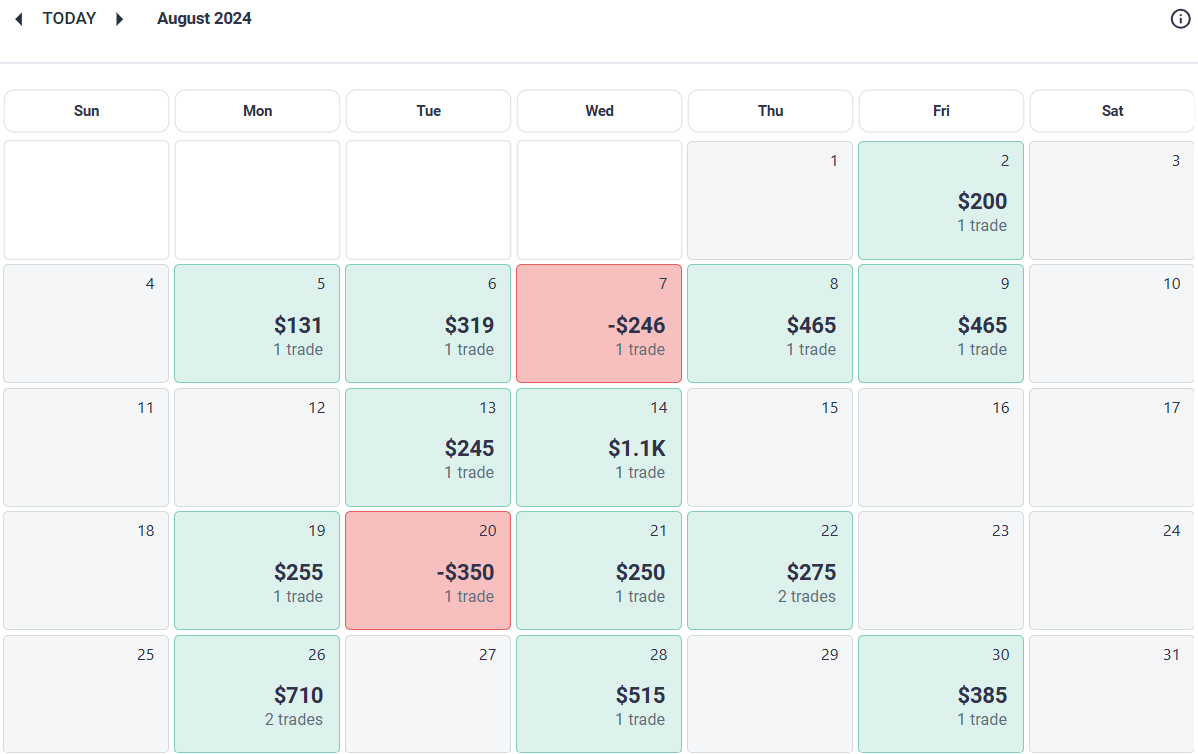 TODAY August 2024
Sun Mon Tue Wed Thu Fri Sat
1 2 3
$200
1 trade
4 5 6 7 8 9 10
$131 $319 -$246 $465 $465
1 trade 1 trade 1 trade 1 trade 1 trade
11 12 13 14 15 16 17
$245 $1.1K
1 trade 1 trade
18 19 20 21 22 23 24
$255 -$350 $250 $275
1 trade 1 trade 1 trade 2 trades
25 26 27 28 29 30 31
$710 $515 $385
2 trades 1 trade 1 trade